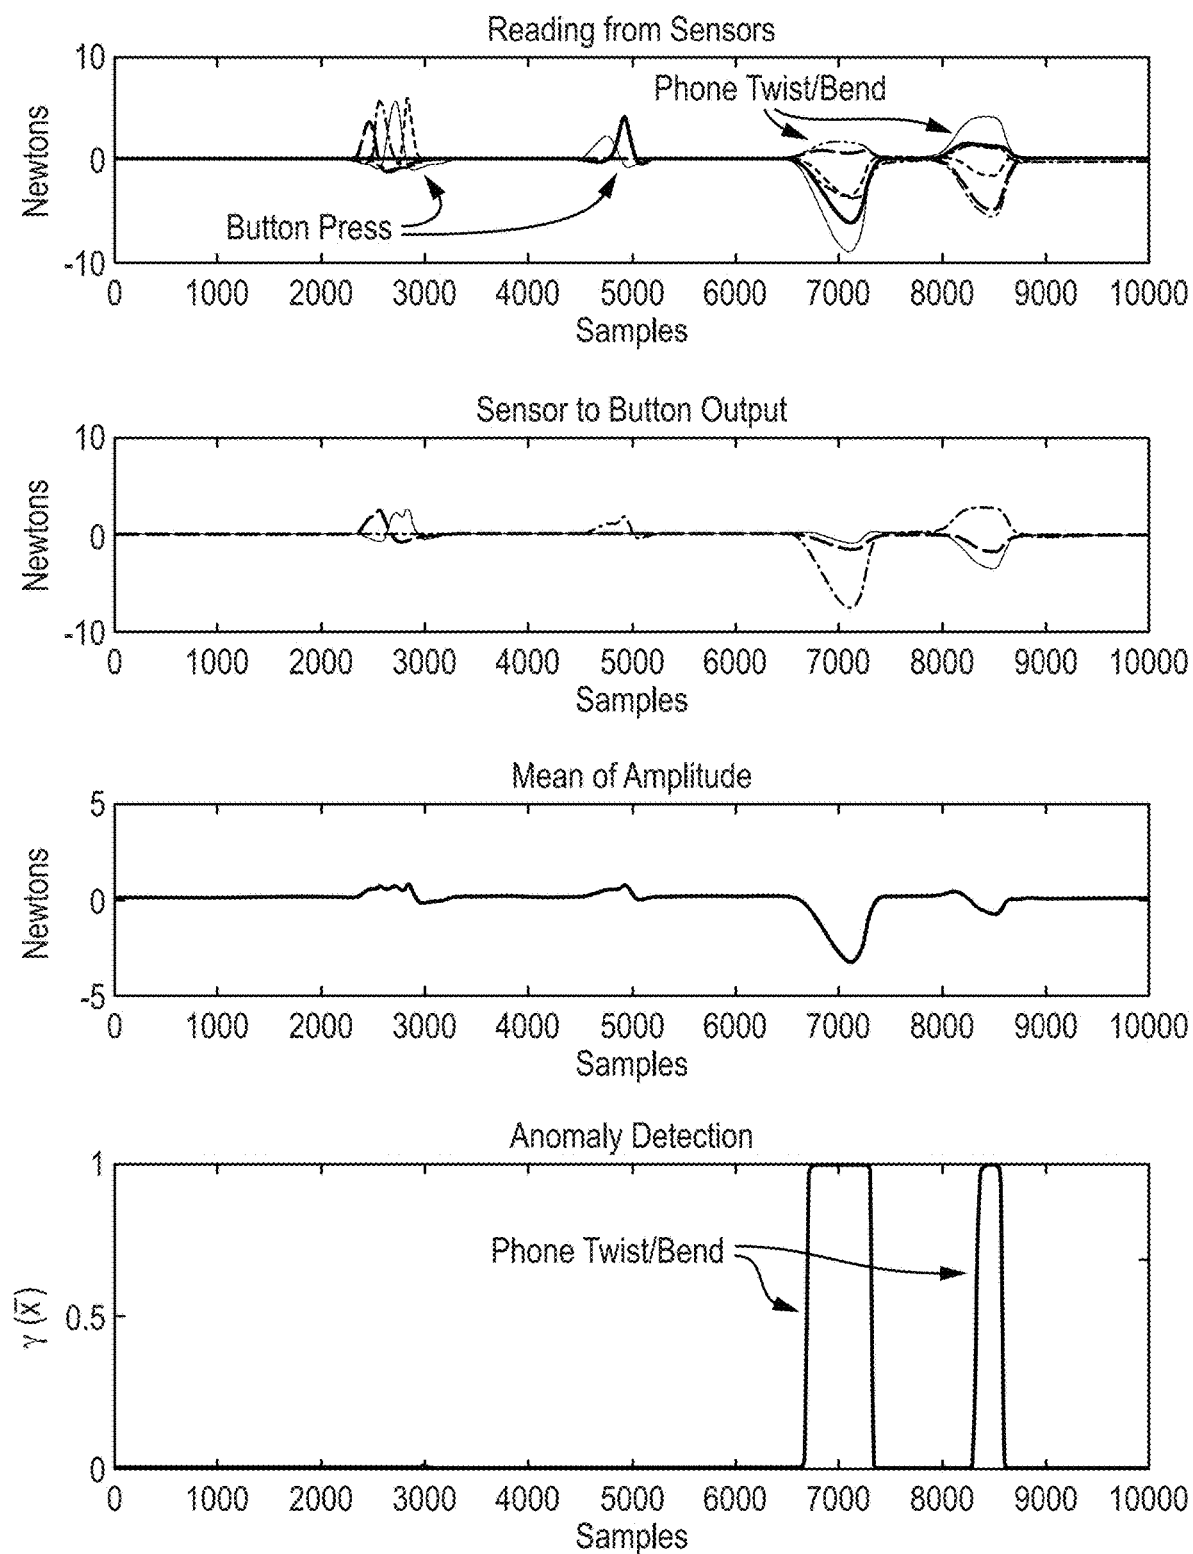 Reading from Sensors
10
Phone Twist/Bend
Newtons
0
Button Press
-10
0 1000 2000 3000 4000 5000 6000 7000 8000 9000 10000
Samples
Sensor to Button Output
10
Newtons
0
-10
0 1000 2000 3000 4000 5000 6000 7000 8000 9000 10000
Samples
Mean of Amplitude
5
Newtons
0
-5
0 1000 2000 3000 4000 5000 6000 7000 8000 9000 10000
Samples
Anomaly Detection
1
Phone Twist/Bend
γ (x̅)
0.5
0
0 1000 2000 3000 4000 5000 6000 7000 8000 9000 10000
Samples